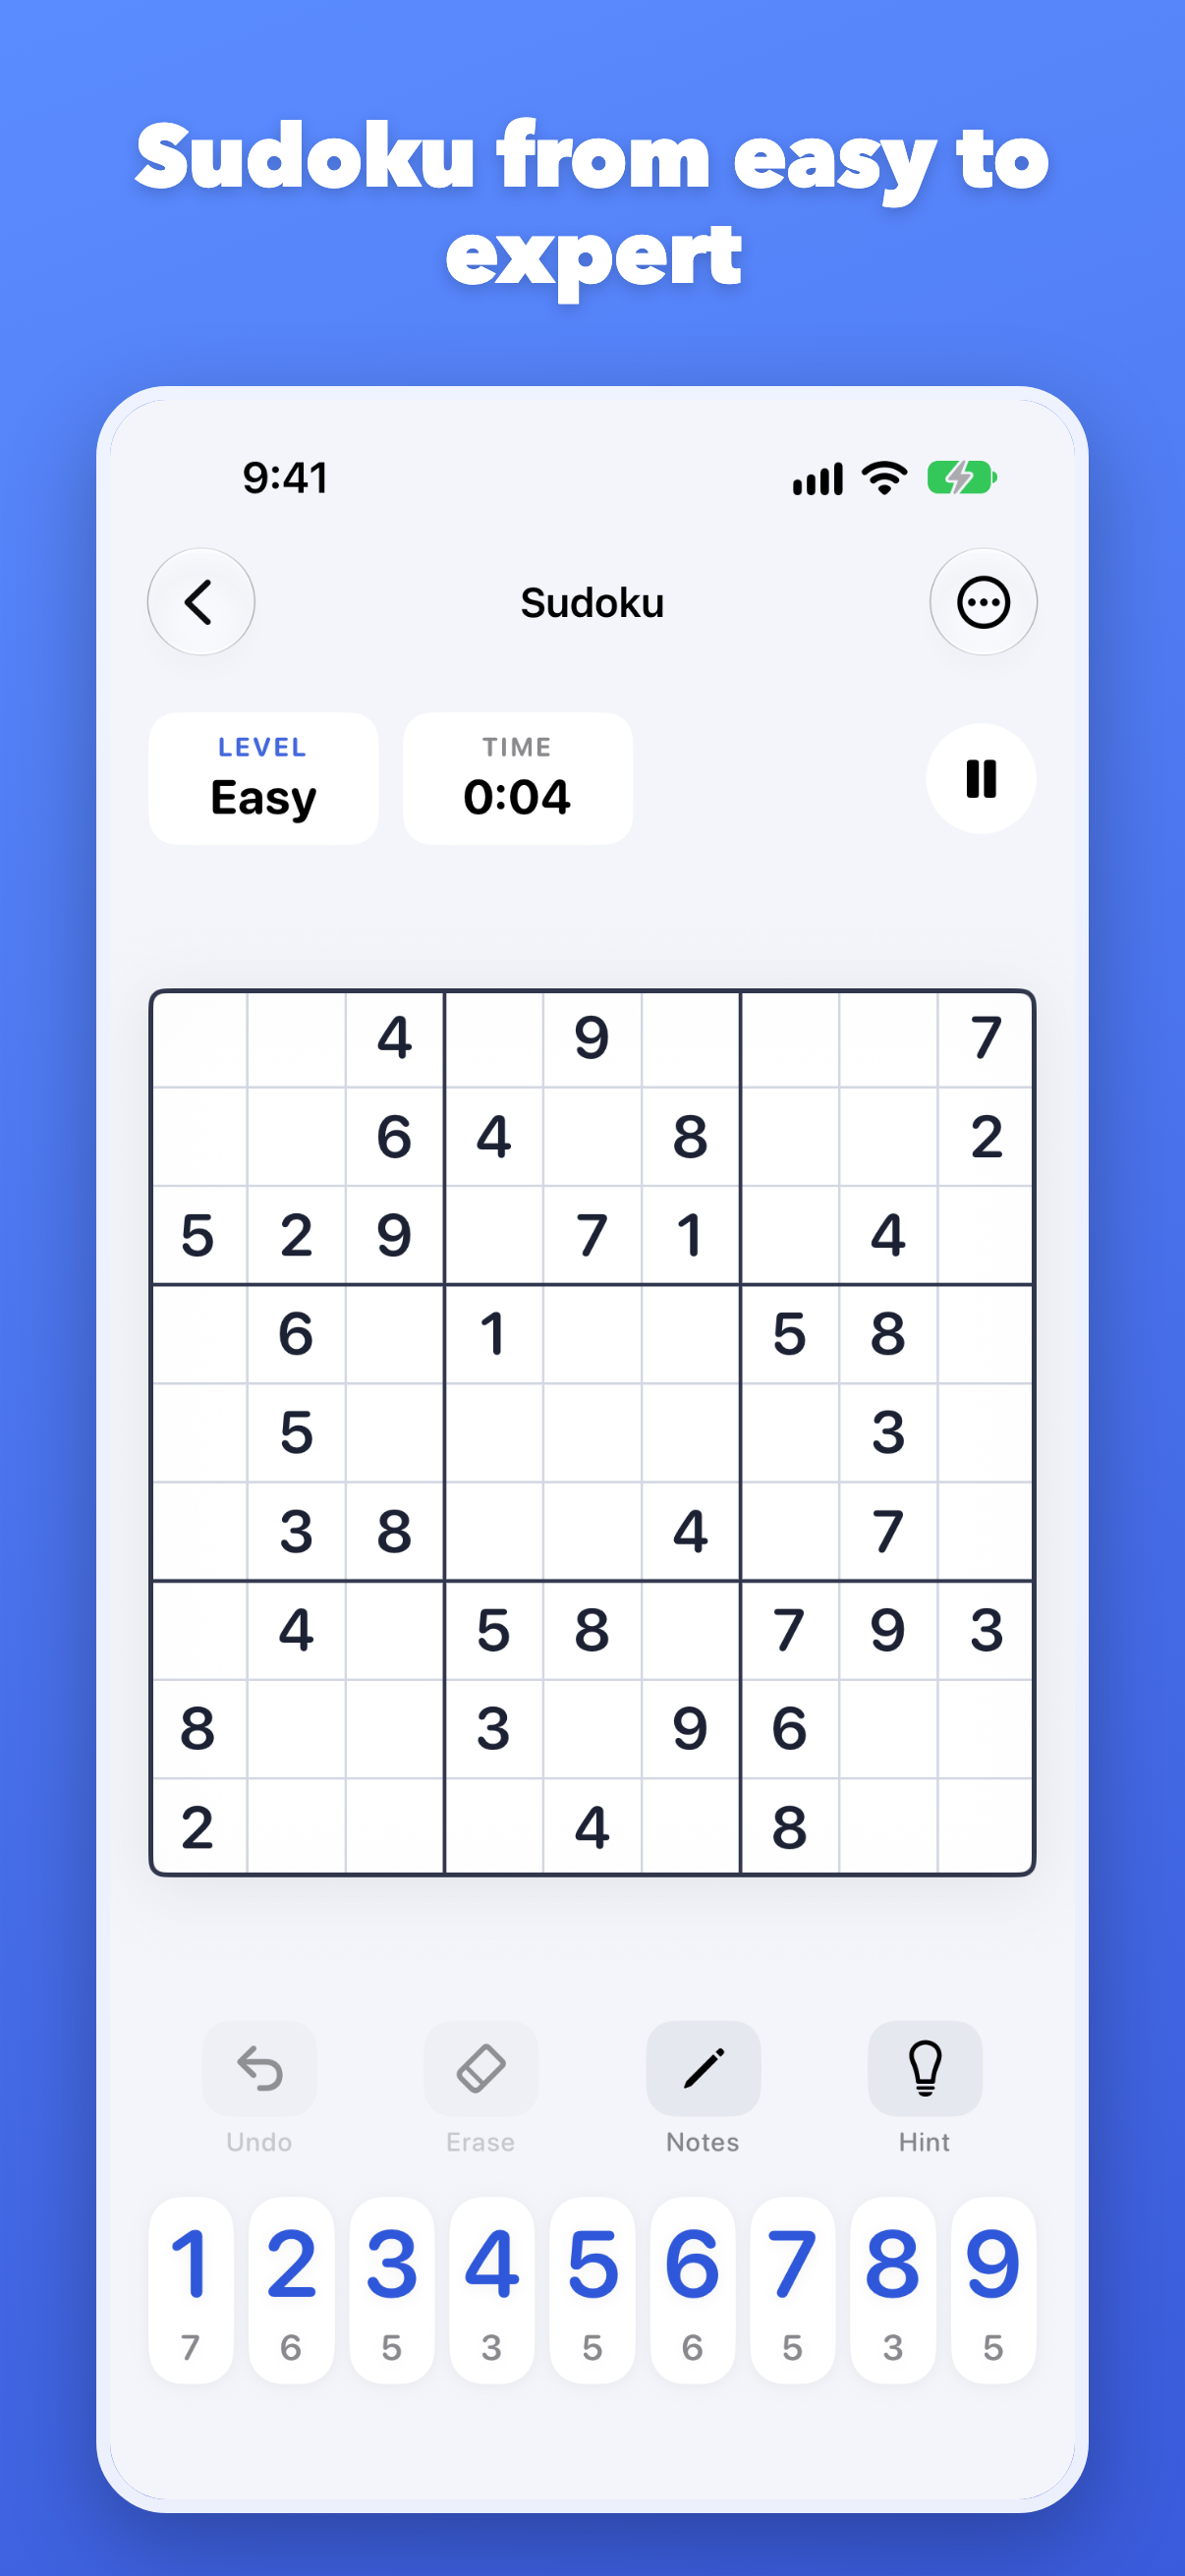 Sudoku from easy to
expert
9:41
Sudoku
LEVEL TIME
Easy 0:04
4 9 7
6 4 8 2
5 2 9 7 1 4
6 1 5 8
5 3
3 8 4 7
4 5 8 7 9 3
8 3 9 6
2 4 8
Undo Erase Notes Hint
1 2 3 4 5 6 7 8 9
7 6 5 3 5 6 5 3 5